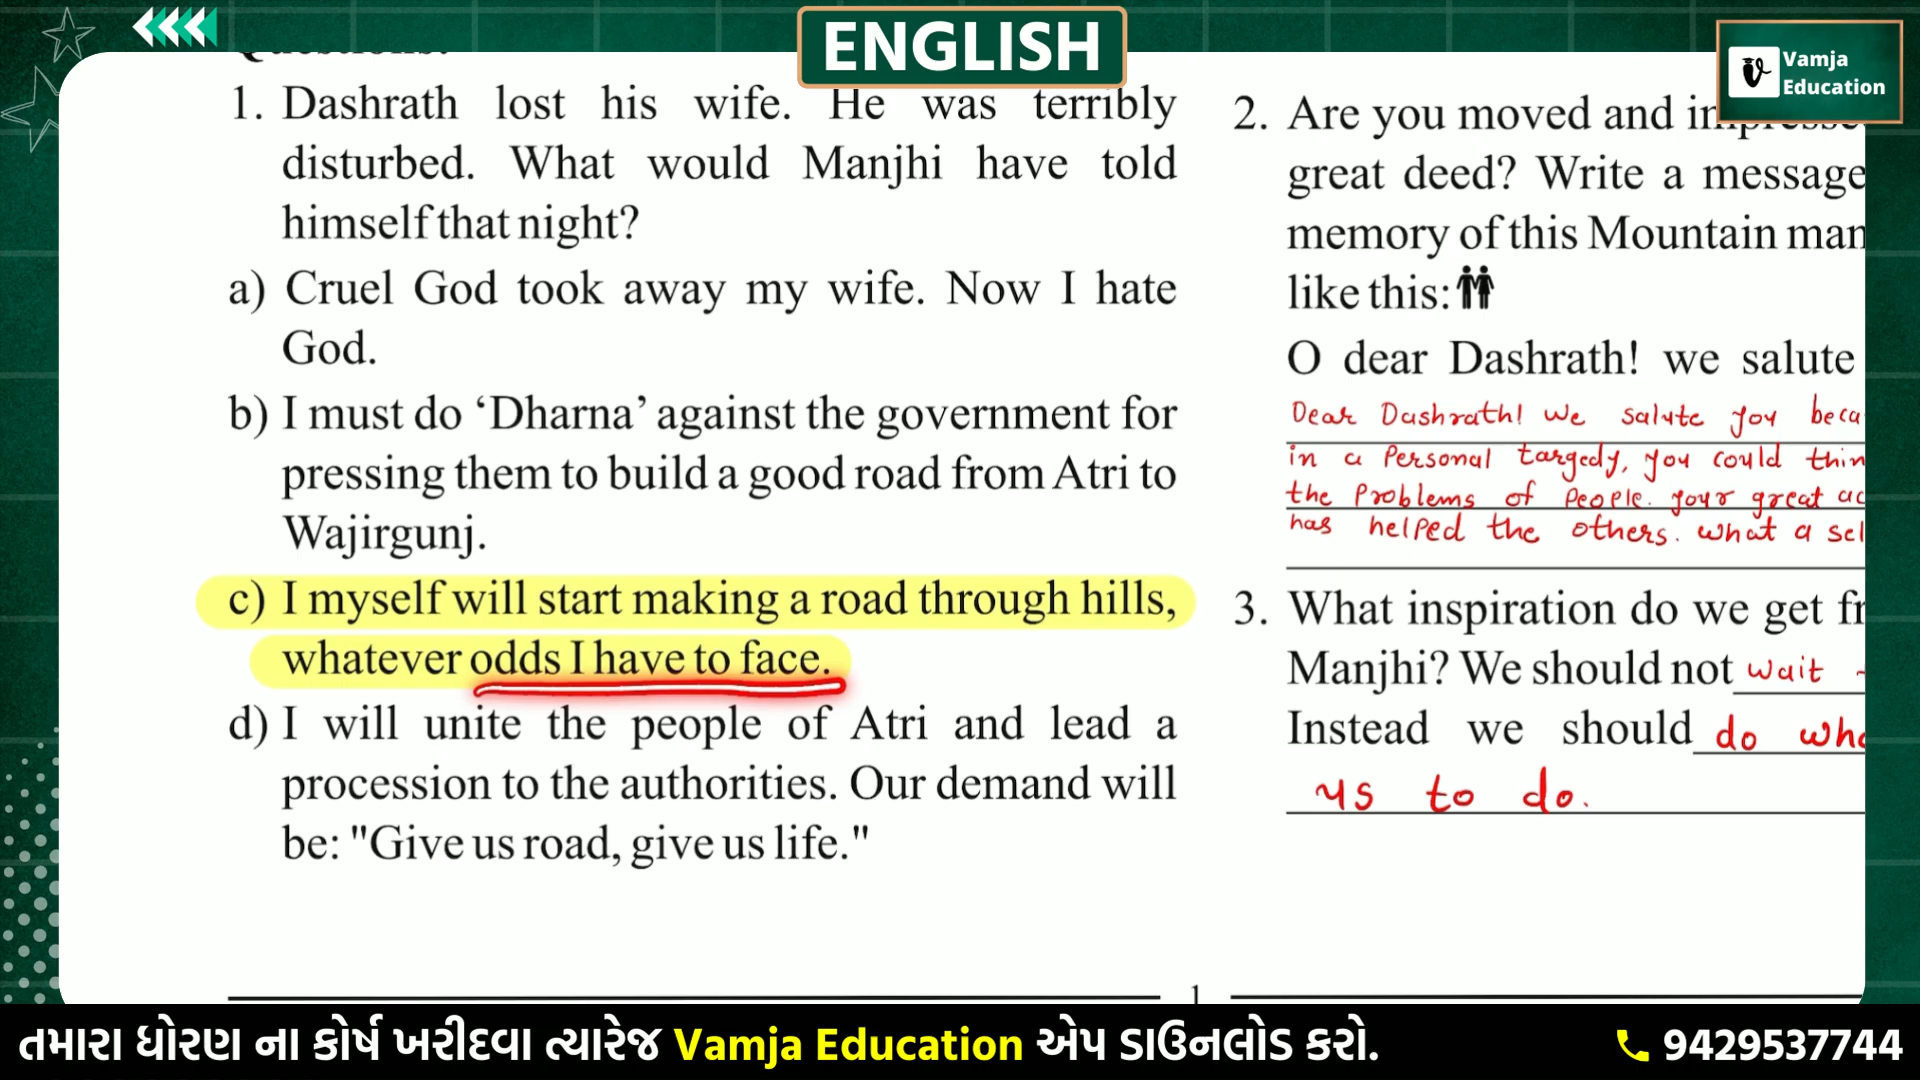 ENGLISH
Vamja
Education
1. Dashrath lost his wife. He was terribly
disturbed. What would Manjhi have told
himself that night?
a) Cruel God took away my wife. Now I hate
God.
b) I must do ‘Dharna’ against the government for
pressing them to build a good road from Atri to
Wajirgunj.
c) I myself will start making a road through hills,
whatever odds I have to face.
d) I will unite the people of Atri and lead a
procession to the authorities. Our demand will
be: "Give us road, give us life."
2. Are you moved and
great deed? Write a message
memory of this Mountain man
like this:
O dear Dashrath! we salute
Dear Dashrath! We salute you
in a Personal targedy, you could
the Problems of People. your great
has helped the others. what a
3. What inspiration do we get
Manjhi? We should not wait
Instead we should do
us to do.
1
તમારા ધોરણ ના કોર્ષ ખરીદવા ત્યારેજ Vamja Education એપ ડાઉનલોડ કરો.
9429537744